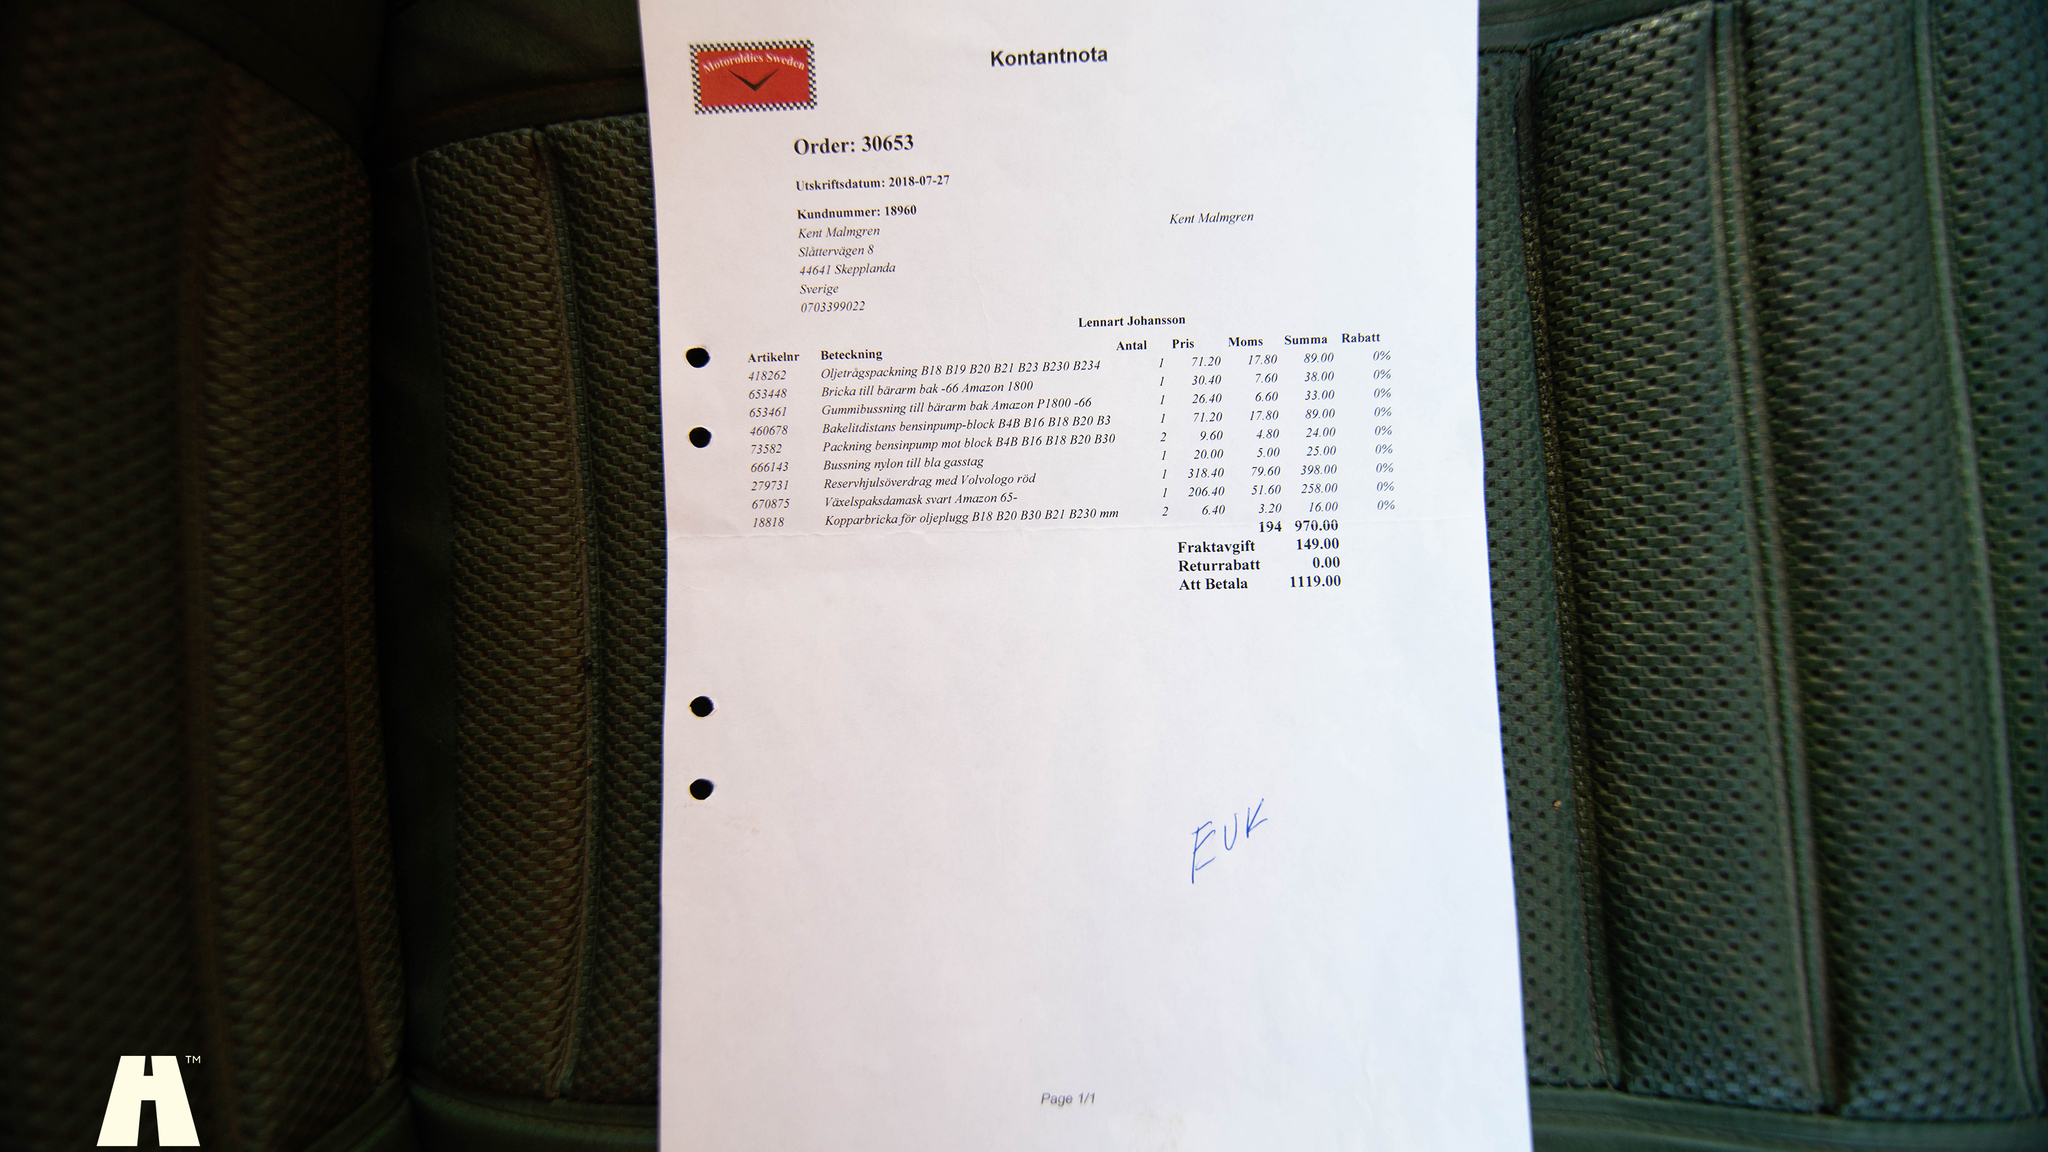 Motoroldies Sweden
Kontantnota
Order: 30653
Utskriftsdatum: 2018-07-27
Kundnummer: 18960
Kent Malmgren
Kent Malmgren
Slåttervägen 8
44641 Skepplanda
Sverige
0703399022
Lennart Johansson
Artikelnr Beteckning Antal Pris Moms Summa Rabatt
418262 Oljetrågspackning B18 B19 B20 B21 B23 B230 B234 1 71.20 17.80 89.00 0%
653448 Bricka till bärarm bak -66 Amazon 1800 1 30.40 7.60 38.00 0%
653461 Gummibussning till bärarm bak Amazon P1800 -66 1 26.40 6.60 33.00 0%
460678 Bakelitdistans bensinpump-block B4B B16 B18 B20 B3 1 71.20 17.80 89.00 0%
73582 Packning bensinpump mot block B4B B16 B18 B20 B30 2 9.60 4.80 24.00 0%
666143 Bussning nylon till bla gasstag 1 20.00 5.00 25.00 0%
279731 Reservhjulsöverdrag med Volvologo röd 1 318.40 79.60 398.00 0%
670875 Växelspaksdamask svart Amazon 65- 1 206.40 51.60 258.00 0%
18818 Kopparbricka för oljeplugg B18 B20 B30 B21 B230 mm 2 6.40 3.20 16.00 0%
194 970.00
Fraktavgift 149.00
Returrabatt 0.00
Att Betala 1119.00
EUK
Page 1/1
H™